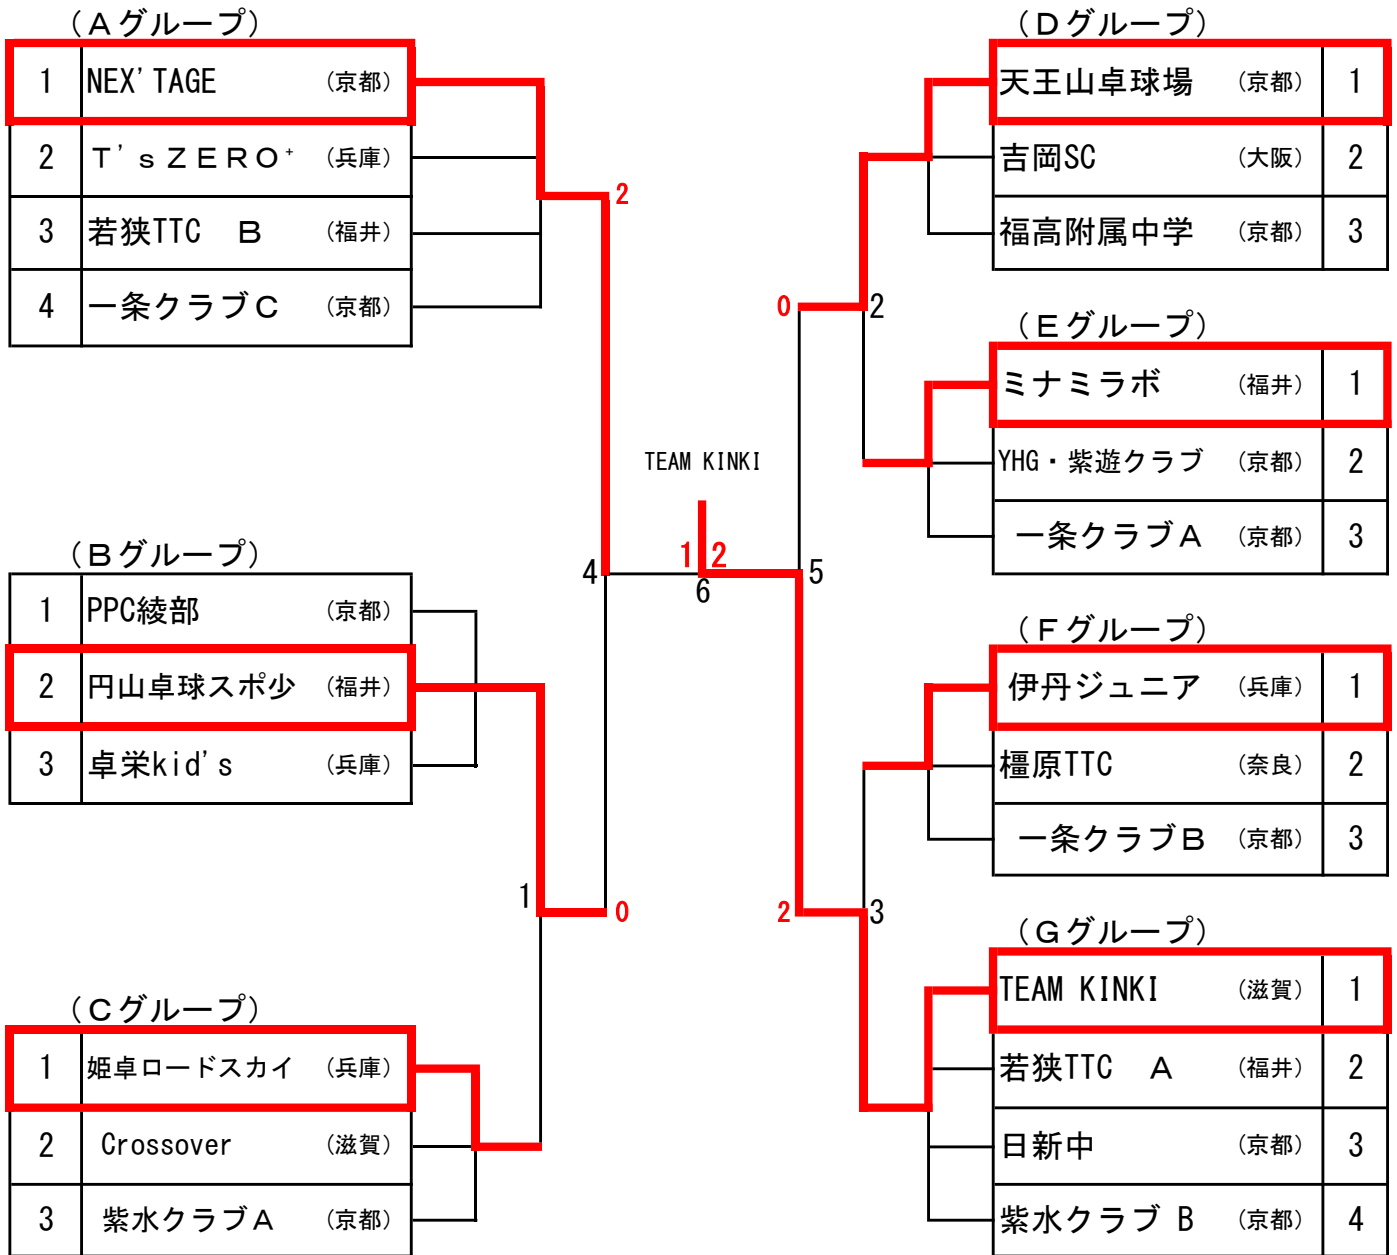 （Ａグループ）
1 NEX'TAGE （京都）
2 Ｔ'ｓＺＥＲＯ⁺ （兵庫）
3 若狭TTC　Ｂ （福井）
4 一条クラブＣ （京都）
2
（Ｂグループ）
1 PPC綾部 （京都）
2 円山卓球スポ少 （福井）
3 卓栄kid's （兵庫）
4
1
0
（Ｃグループ）
1 姫卓ロードスカイ （兵庫）
2 Crossover （滋賀）
3 紫水クラブＡ （京都）
TEAM KINKI
1 2
6
（Ｄグループ）
天王山卓球場 （京都） 1
吉岡SC （大阪） 2
福高附属中学 （京都） 3
0 2
（Ｅグループ）
ミナミラボ （福井） 1
YHG・紫遊クラブ （京都） 2
一条クラブＡ （京都） 3
5
（Ｆグループ）
伊丹ジュニア （兵庫） 1
橿原TTC （奈良） 2
一条クラブＢ （京都） 3
2 3
（Ｇグループ）
TEAM KINKI （滋賀） 1
若狭TTC　Ａ （福井） 2
日新中 （京都） 3
紫水クラブ B （京都） 4